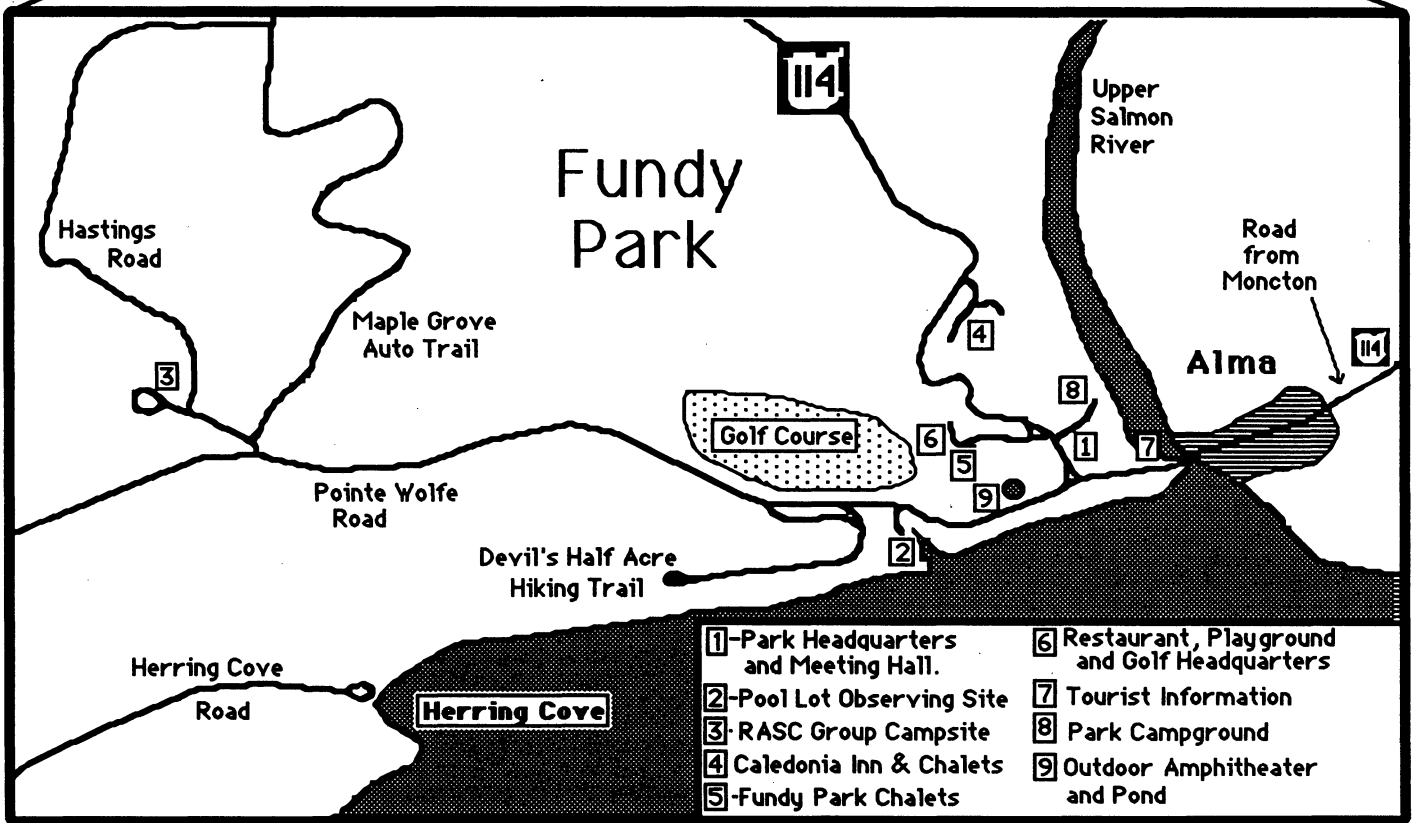 114
Upper
Salmon
River
Fundy
Park
Hastings
Road
Road
from
Moncton
Maple Grove
Auto Trail
4
114
Alma
3
8
Golf Course
6
1
7
5
9
Pointe Wolfe
Road
2
Devil's Half Acre
Hiking Trail
Herring Cove
Road
Herring Cove
1-Park Headquarters
and Meeting Hall.
2-Pool Lot Observing Site
3- RASC Group Campsite
4 Caledonia Inn & Chalets
5-Fundy Park Chalets
6 Restaurant, Playground
and Golf Headquarters
7 Tourist Information
8 Park Campground
9 Outdoor Amphitheater
and Pond